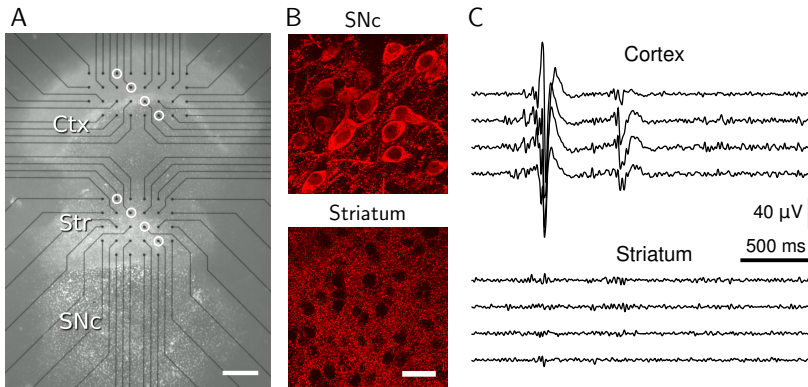 A
Ctx
Str
SNc
B
SNc
Striatum
C
Cortex
40 μV
500 ms
Striatum